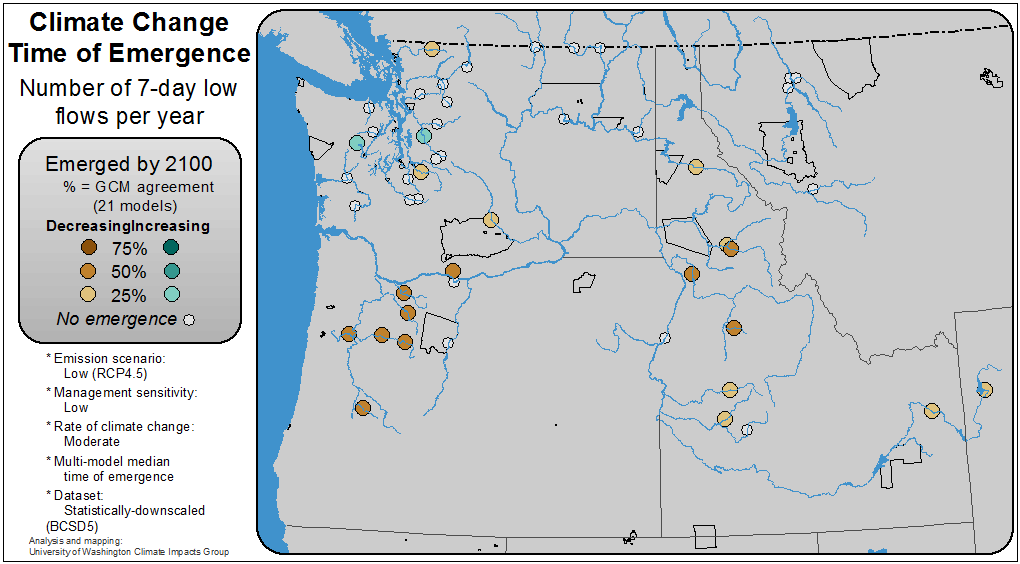 Climate Change
Time of Emergence
Number of 7-day low
flows per year
Emerged by 2100
% = GCM agreement
(21 models)
DecreasingIncreasing
75%
50%
25%
No emergence
* Emission scenario:
Low (RCP4.5)
* Management sensitivity:
Low
* Rate of climate change:
Moderate
* Multi-model median
time of emergence
* Dataset:
Statistically-downscaled
(BCSD5)
Analysis and mapping:
University of Washington Climate Impacts Group